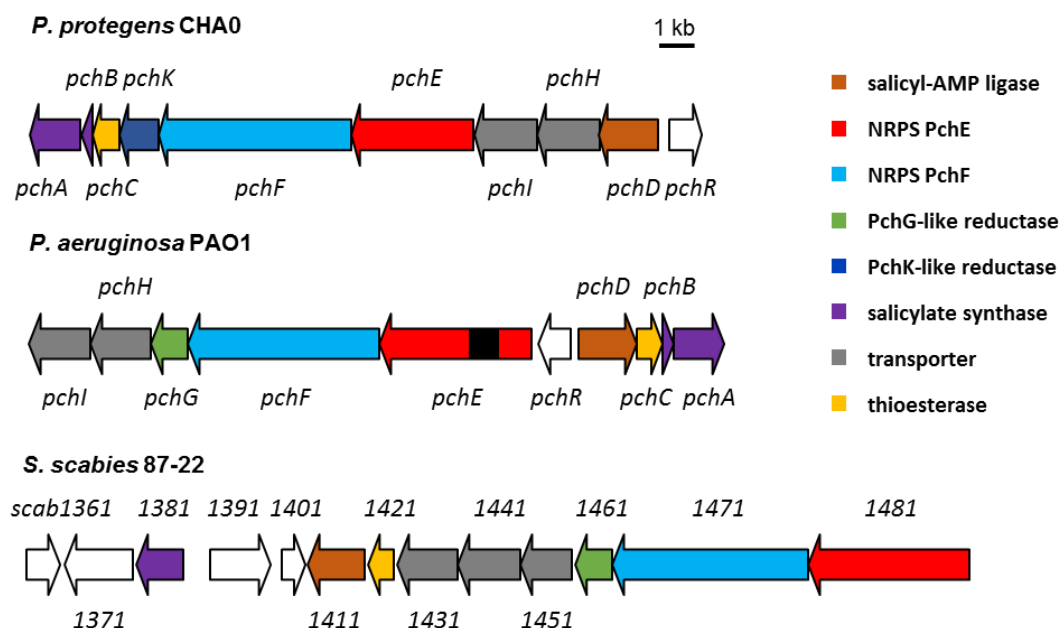 P. protegens CHA0
1 kb
pchB pchK pchE pchH
pchA pchC pchF pchI pchD pchR
P. aeruginosa PAO1
pchH pchD pchB
pchI pchG pchF pchE pchR pchC pchA
S. scabies 87-22
scab1361 1381 1391 1401 1421 1441 1461 1471 1481
1371 1411 1431 1451
salicyl-AMP ligase
NRPS PchE
NRPS PchF
PchG-like reductase
PchK-like reductase
salicylate synthase
transporter
thioesterase